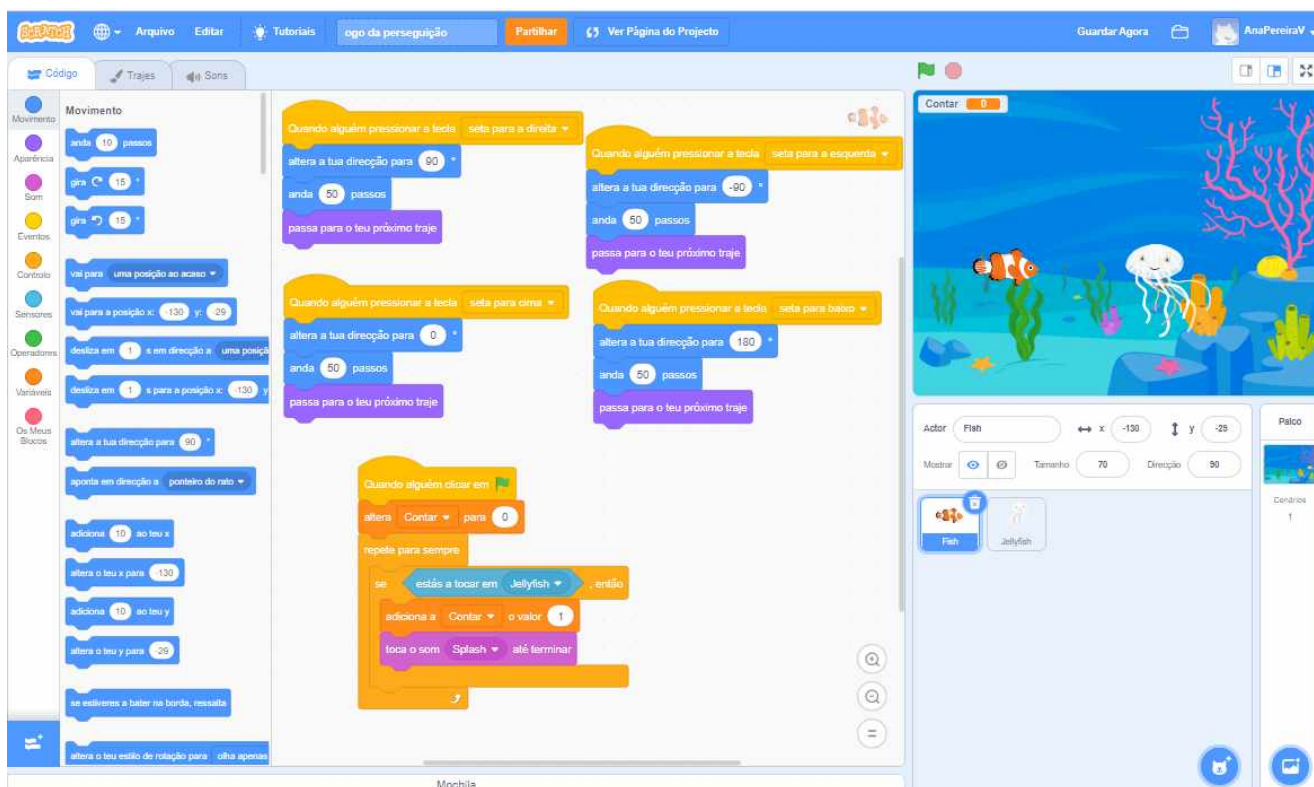 SCRATCH
Arquivo
Editar
Tutoriais
ogo da perseguição
Partilhar
Ver Página do Projecto
Guardar Agora
AnaPereiraV
Código
Trajes
Sons
Movimento
Aparência
Som
Eventos
Controlo
Sensores
Operadores
Variáveis
Os Meus
Blocos
Movimento
anda 10 passos
gira 15 °
gira 15 °
vai para uma posição ao acaso
vai para a posição x: -130 y: -29
desliza em 1 s em direcção a uma posiçã
desliza em 1 s para a posição x: -130 y
altera a tua direcção para 90 °
aponta em direcção a ponteiro do rato
adiciona 10 ao teu x
altera o teu x para -130
adiciona 10 ao teu y
altera o teu y para -29
se estiveres a bater na borda, ressalta
altera o teu estilo de rotação para olha apenas
Quando alguém pressionar a tecla seta para a direita
altera a tua direcção para 90 °
anda 50 passos
passa para o teu próximo traje
Quando alguém pressionar a tecla seta para a esquerda
altera a tua direcção para -90 °
anda 50 passos
passa para o teu próximo traje
Quando alguém pressionar a tecla seta para cima
altera a tua direcção para 0 °
anda 50 passos
passa para o teu próximo traje
Quando alguém pressionar a tecla seta para baixo
altera a tua direcção para 180 °
anda 50 passos
passa para o teu próximo traje
Quando alguém clicar em
altera Contar para 0
repete para sempre
se estás a tocar em Jellyfish , então
adiciona a Contar o valor 1
toca o som Splash até terminar
Mochila
Contar 0
Actor Fish x -130 y -29
Mostrar Tamanho 70 Direcção 90
Fish
Jellyfish
Palco
Cenários
1